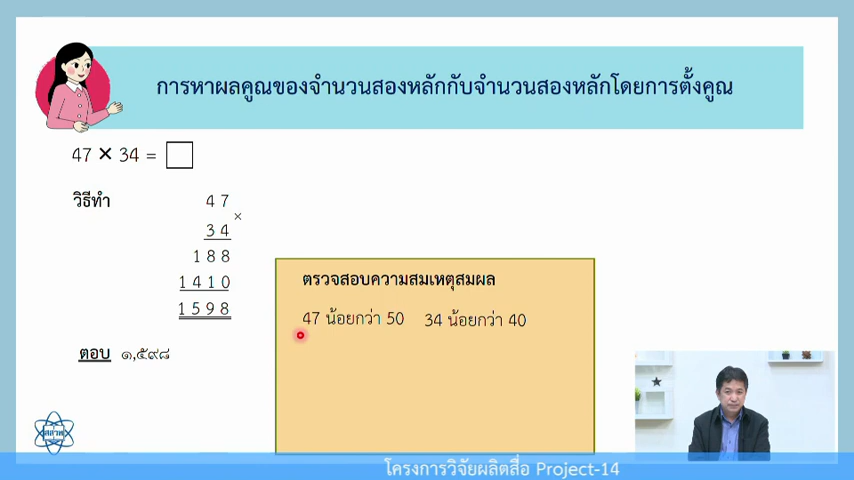 การหาผลคูณของจำนวนสองหลักกับจำนวนสองหลักโดยการตั้งคูณ
47 × 34 =
วิธีทำ
4 7
×
3 4
1 8 8
1 4 1 0
1 5 9 8
ตรวจสอบความสมเหตุสมผล
47 น้อยกว่า 50 34 น้อยกว่า 40
ตอบ ๑,๕๙๘
สสวท
โครงการวิจัยผลิตสื่อ Project-14